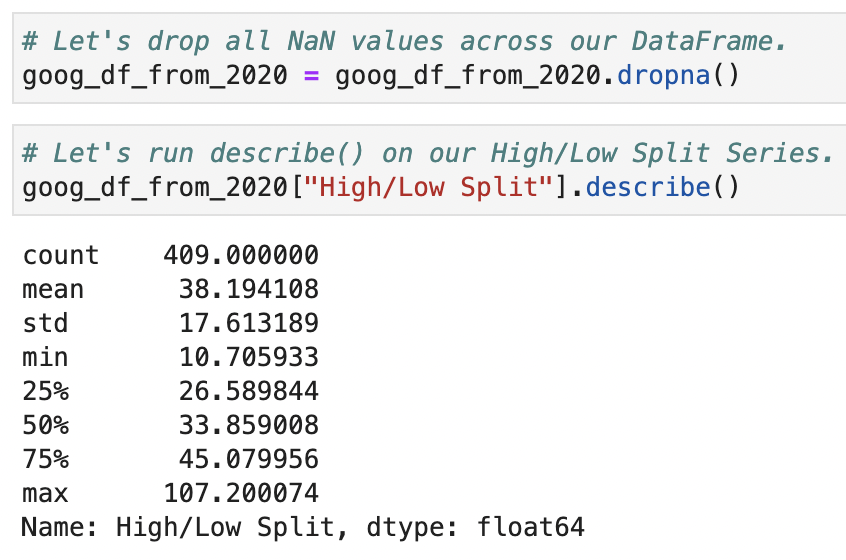 # Let's drop all NaN values across our DataFrame.
goog_df_from_2020 = goog_df_from_2020.dropna()
# Let's run describe() on our High/Low Split Series.
goog_df_from_2020["High/Low Split"].describe()
count    409.000000
mean      38.194108
std       17.613189
min       10.705933
25%       26.589844
50%       33.859008
75%       45.079956
max      107.200074
Name: High/Low Split, dtype: float64